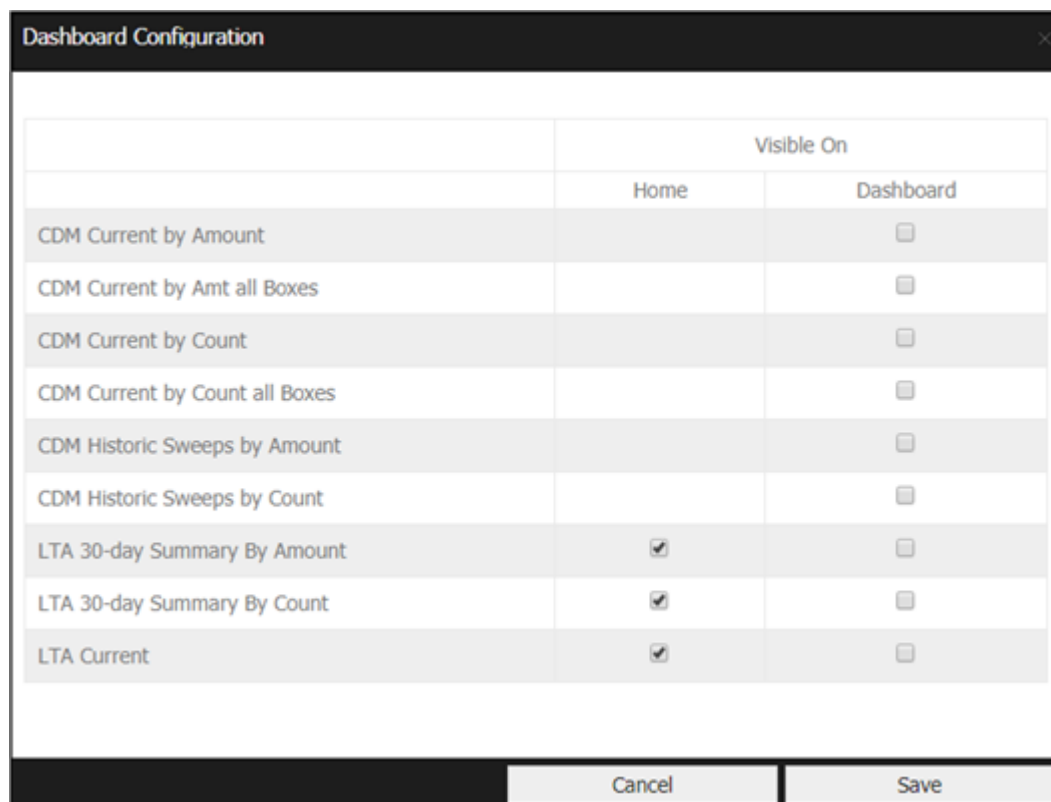 Dashboard Configuration
Visible On
Home Dashboard
CDM Current by Amount
CDM Current by Amt all Boxes
CDM Current by Count
CDM Current by Count all Boxes
CDM Historic Sweeps by Amount
CDM Historic Sweeps by Count
LTA 30-day Summary By Amount
LTA 30-day Summary By Count
LTA Current
Cancel Save